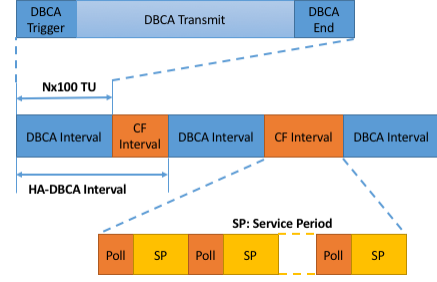 DBCA
Trigger
DBCA Transmit
DBCA
End
Nx100 TU
DBCA Interval
CF
Interval
DBCA Interval
CF Interval
DBCA Interval
HA-DBCA Interval
SP: Service Period
Poll
SP
Poll
SP
Poll
SP